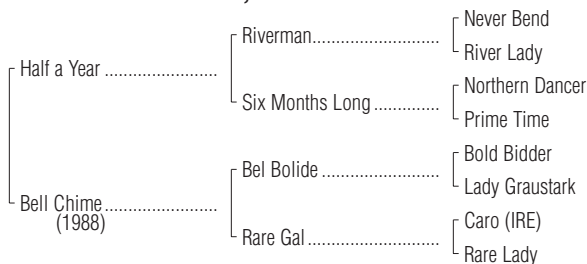 Never Bend
Riverman
River Lady
Half a Year
Northern Dancer
Six Months Long
Prime Time
Bold Bidder
Bel Bolide
Lady Graustark
Bell Chime
(1988)
Caro (IRE)
Rare Gal
Rare Lady